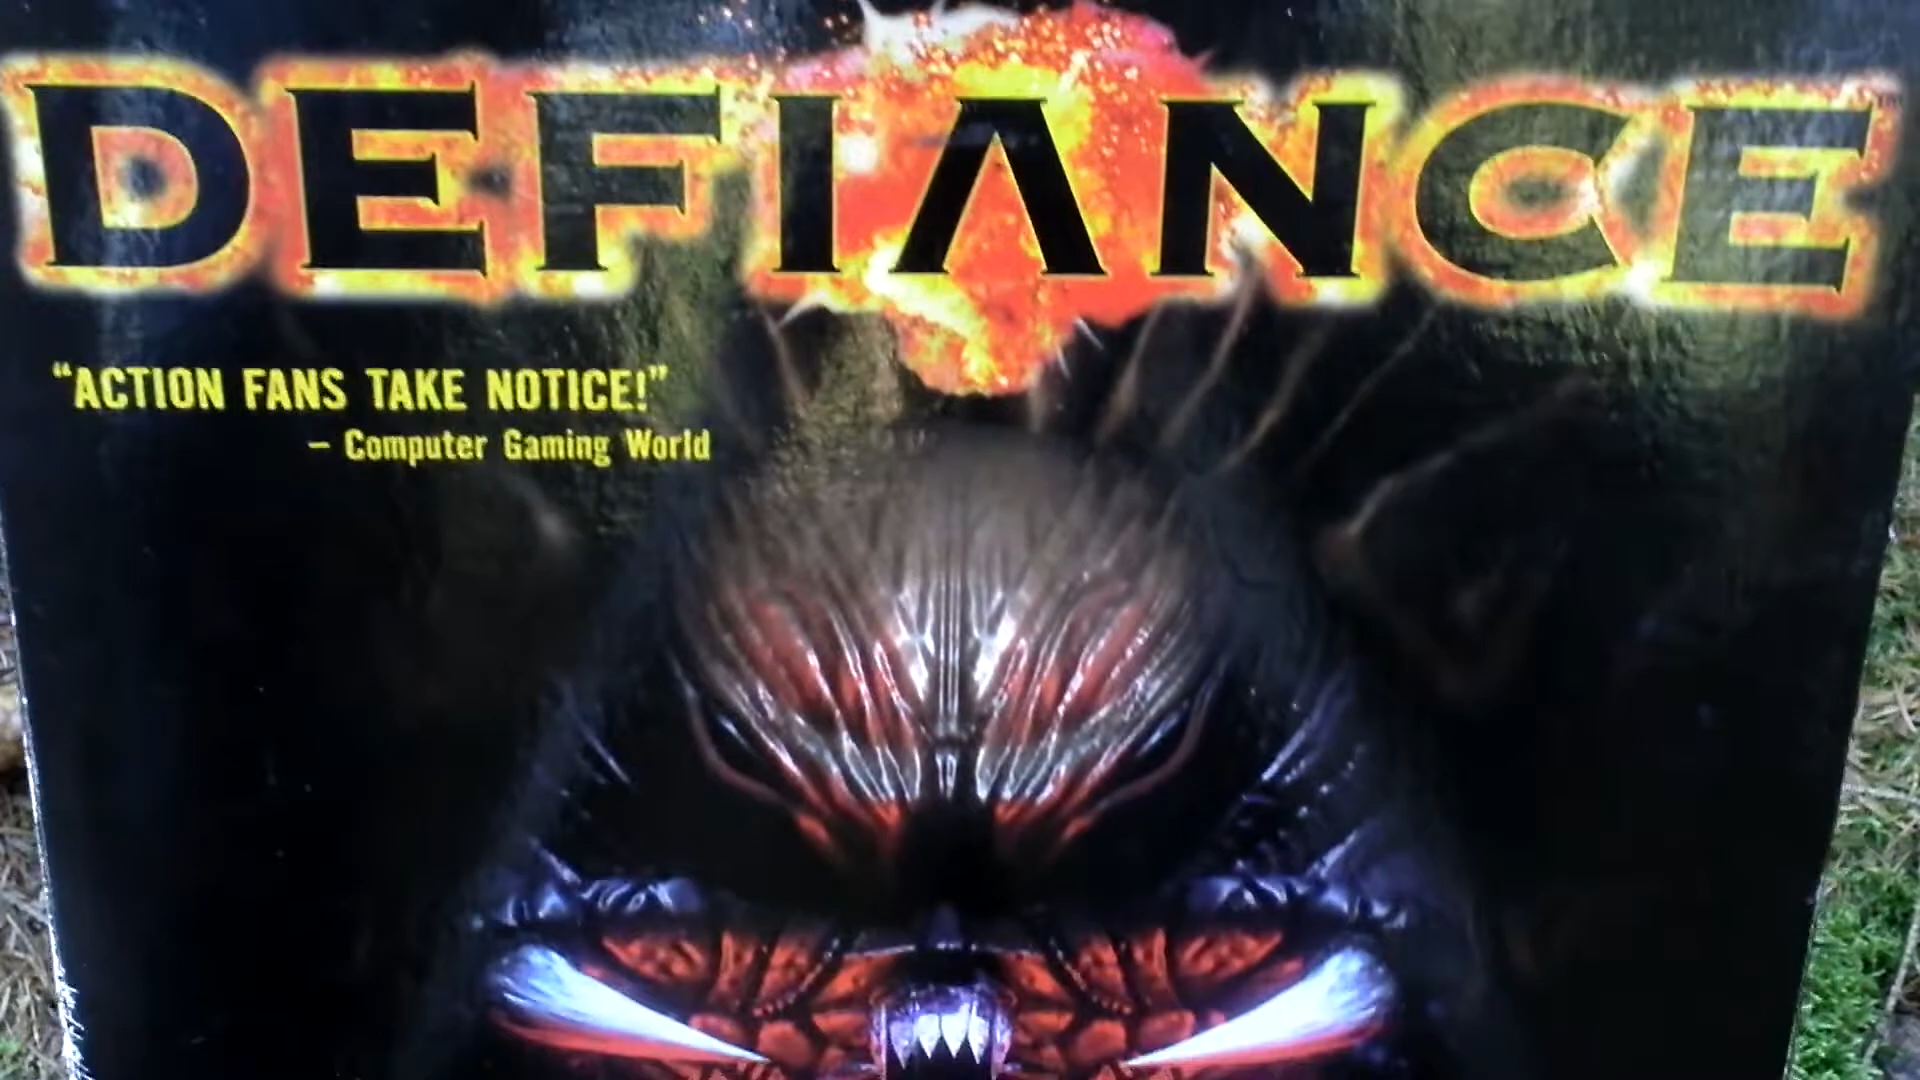 DEFIANCE
“ACTION FANS TAKE NOTICE!”
– Computer Gaming World